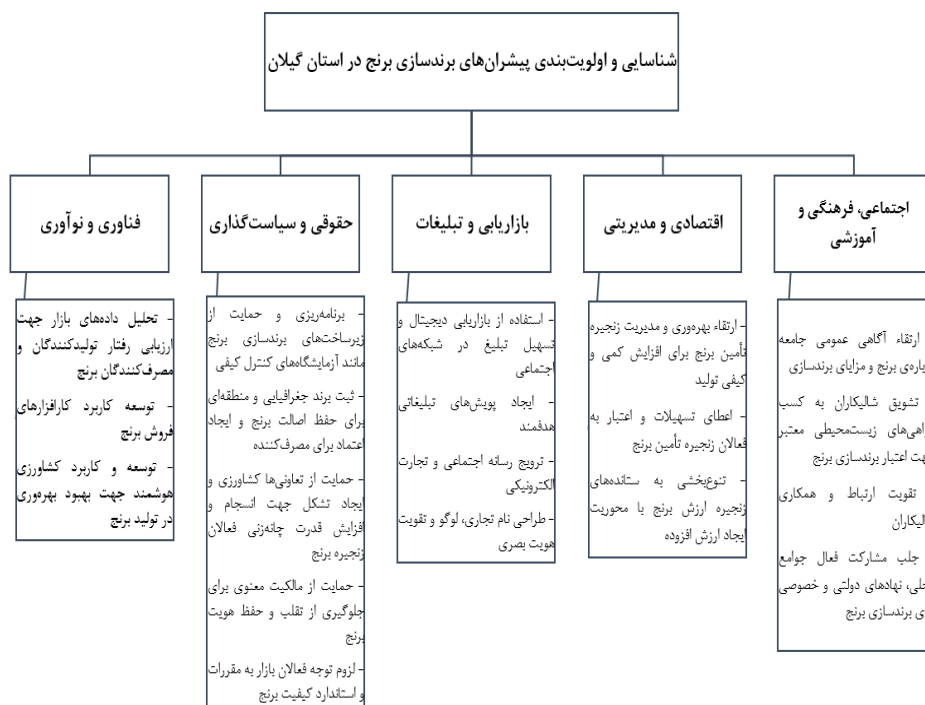 شناسایی و اولویت‌بندی پیشران‌های برندسازی برنج در استان گیلان
اجتماعی، فرهنگی و
آموزشی
ارتقاء آگاهی عمومی جامعه
برنج و مزایای برندسازی
تشویق شالیکاران به کسب
زیست‌محیطی معتبر
اعتبار برندسازی برنج
تقویت ارتباط و همکاری
جلب مشارکت فعال جوامع
نهادهای دولتی و خصوصی
برندسازی برنج
اقتصادی و مدیریتی
- ارتقاء بهره‌وری و مدیریت زنجیره
تأمین برنج برای افزایش کمی و
کیفی تولید
- اعطای تسهیلات و اعتبار به
فعالان زنجیره تأمین برنج
- تنوع‌بخشی به ستانده‌های
زنجیره ارزش برنج با محوریت
ایجاد ارزش افزوده
بازاریابی و تبلیغات
- استفاده از بازاریابی دیجیتال و
تسهیل تبلیغ در شبکه‌های
اجتماعی
- ایجاد پویش‌های تبلیغاتی
هدفمند
- ترویج رسانه اجتماعی و تجارت
الکترونیکی
- طراحی نام تجاری، لوگو و تقویت
هویت بصری
حقوقی و سیاست‌گذاری
- برنامه‌ریزی و حمایت از
زیرساخت‌های برندسازی برنج
مانند آزمایشگاه‌های کنترل کیفی
- ثبت برند جغرافیایی و منطقه‌ای
برای حفظ اصالت برنج و ایجاد
اعتماد برای مصرف‌کننده
- حمایت از تعاونی‌ها کشاورزی و
ایجاد تشکل جهت انسجام و
افزایش قدرت چانه‌زنی فعالان
زنجیره برنج
- حمایت از مالکیت معنوی برای
جلوگیری از تقلب و حفظ هویت
برنج
- لزوم توجه فعالان بازار به مقررات
و استاندارد کیفیت برنج
فناوری و نوآوری
- تحلیل داده‌های بازار جهت
ارزیابی رفتار تولیدکنندگان و
مصرف‌کنندگان برنج
- توسعه کاربرد کارافزارهای
فروش برنج
- توسعه و کاربرد کشاورزی
هوشمند جهت بهبود بهره‌وری
در تولید برنج